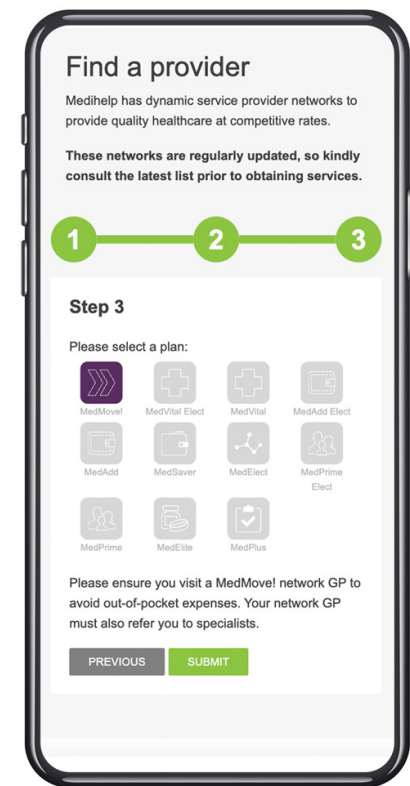 Find a provider
Medihelp has dynamic service provider networks to
provide quality healthcare at competitive rates.
These networks are regularly updated, so kindly
consult the latest list prior to obtaining services.
1 2 3
Step 3
Please select a plan:
MedMove! MedVital Elect MedVital MedAdd Elect
MedAdd MedSaver MedElect MedPrime
Elect
MedPrime MedElite MedPlus
Please ensure you visit a MedMove! network GP to
avoid out-of-pocket expenses. Your network GP
must also refer you to specialists.
PREVIOUS SUBMIT